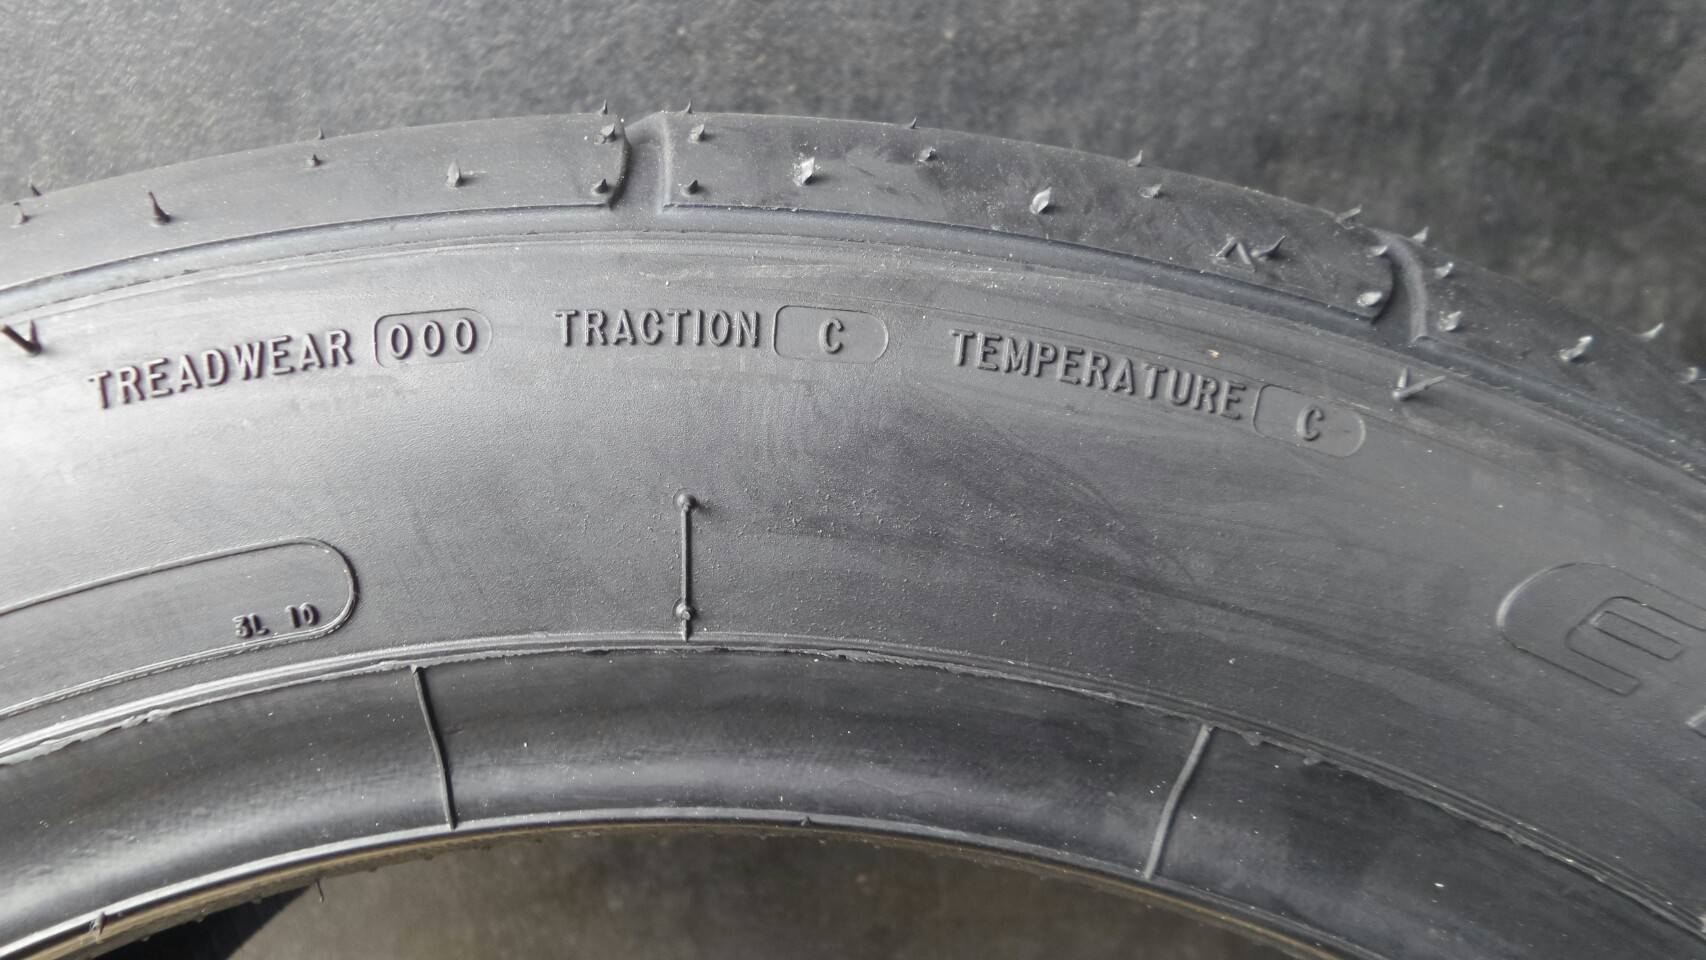 TREADWEAR 000 TRACTION C TEMPERATURE C
3L 10